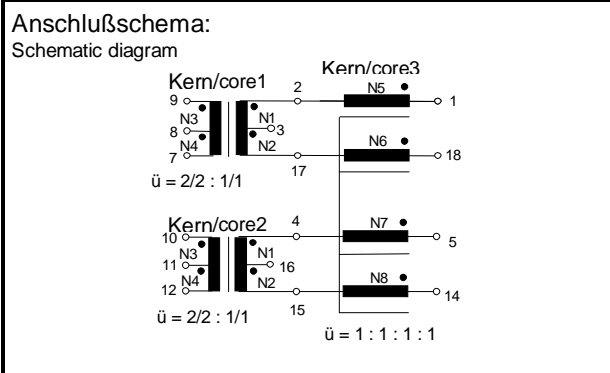 Anschlußschema:
Schematic diagram
Kern/core1
Kern/core3
9
2
N5
1
N3
N1
8
3
N4
N2
N6
7
17
18
ü = 2/2 : 1/1
Kern/core2
4
10
N7
5
N3
N1
11
16
N4
N2
N8
12
15
14
ü = 2/2 : 1/1
ü = 1 : 1 : 1 : 1